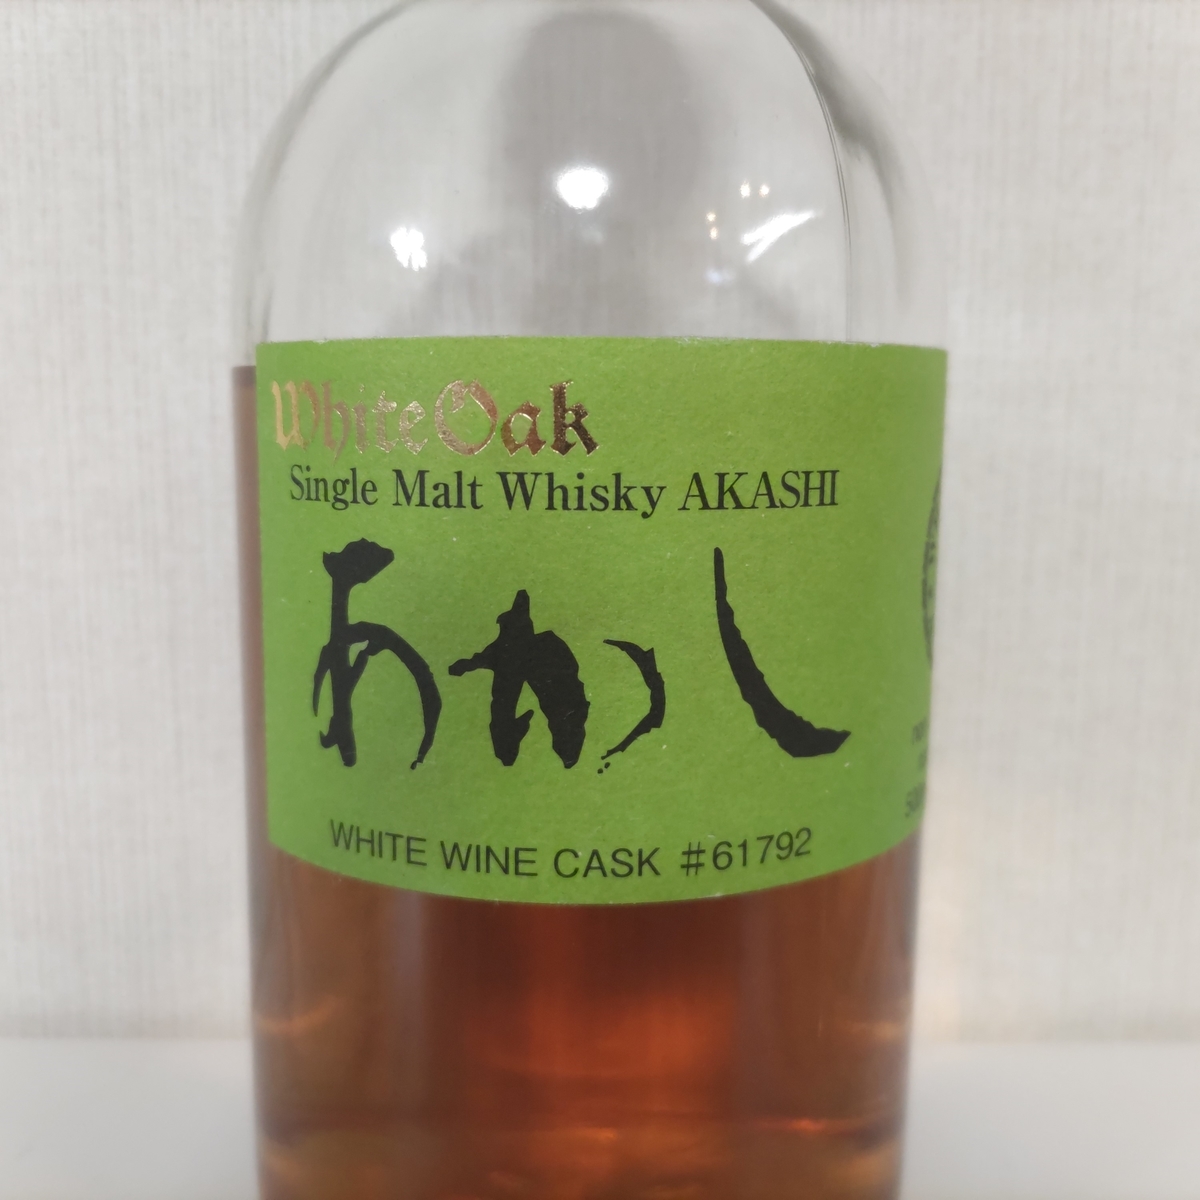 White Oak
Single Malt Whisky AKASHI
あかし
WHITE WINE CASK #61792